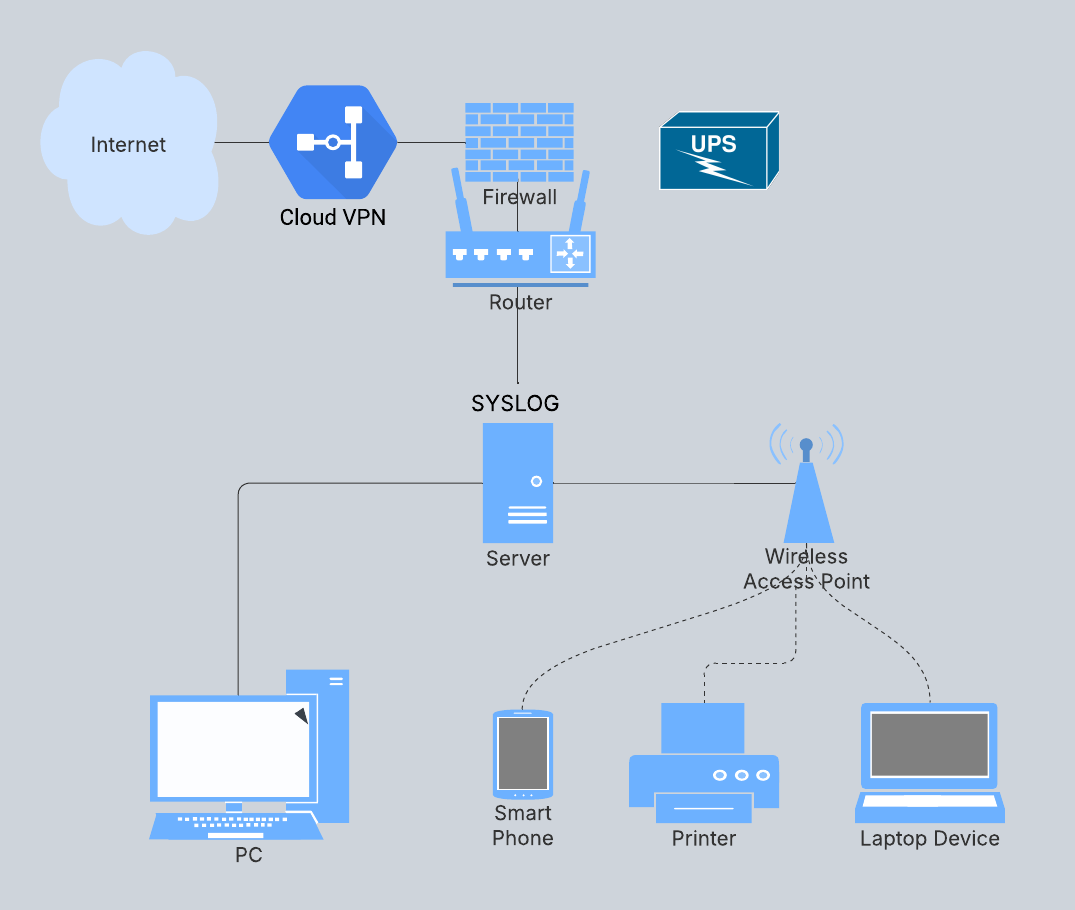 Internet
Cloud VPN
Firewall
UPS
Router
SYSLOG
Server
Wireless
Access Point
PC
Smart
Phone
Printer
Laptop Device